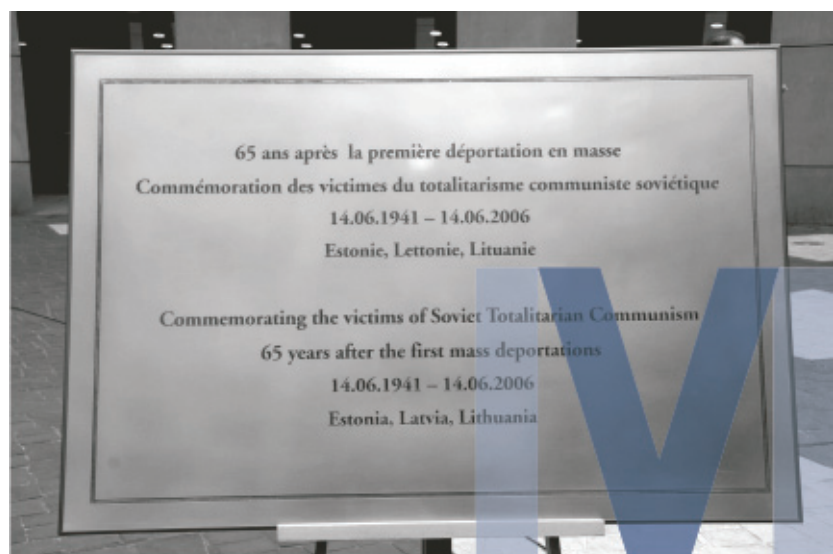 65 ans après la première déportation en masse
Commémoration des victimes du totalitarisme communiste soviétique
14.06.1941 – 14.06.2006
Estonie, Lettonie, Lituanie
Commemorating the victims of Soviet Totalitarian Communism
65 years after the first mass deportations
14.06.1941 – 14.06.2006
Estonia, Latvia, Lithuania
IV